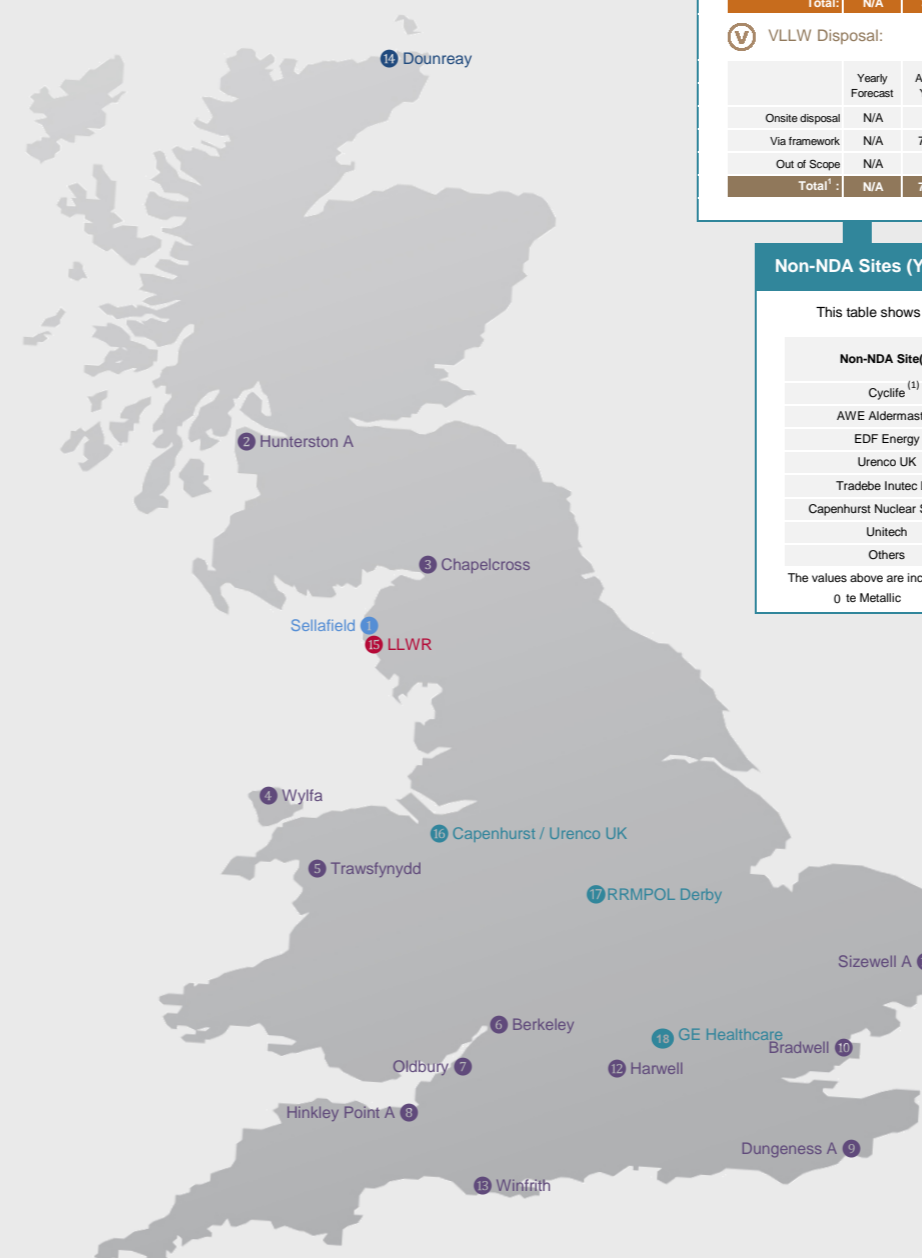 Total: N/A
V VLLW Disposal:
Yearly
Forecast
Onsite disposal N/A
Via framework N/A 7
Out of Scope N/A
Total¹ : N/A 7
Non-NDA Sites (Y
This table shows
Non-NDA Site(
Cyclife (1)
AWE Aldermast
EDF Energy
Urenco UK
Tradebe Inutec
Capenhurst Nuclear S
Unitech
Others
The values above are inc
0 te Metallic
14 Dounreay
2 Hunterston A
3 Chapelcross
Sellafield 1
15 LLWR
4 Wylfa
16 Capenhurst / Urenco UK
5 Trawsfynydd
17 RRMPOL Derby
Sizewell A
6 Berkeley
18 GE Healthcare
Bradwell 10
Oldbury 7
12 Harwell
Hinkley Point A 8
Dungeness A 9
13 Winfrith